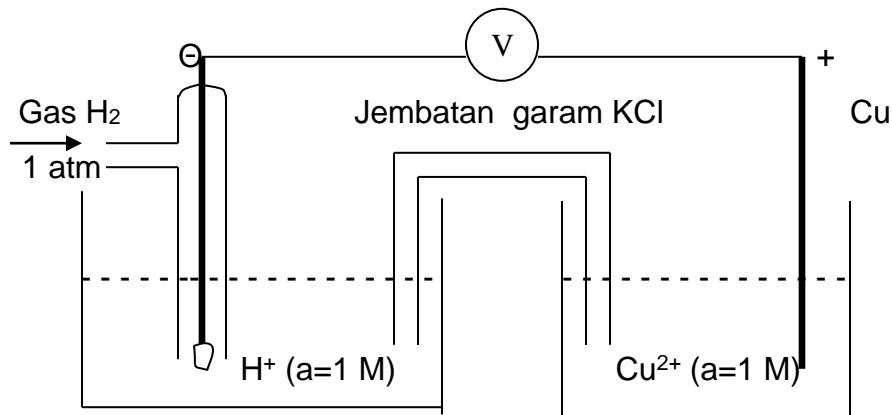 V
Θ +
Gas H₂ Jembatan garam KCl Cu
1 atm
H⁺ (a=1 M) Cu²⁺ (a=1 M)